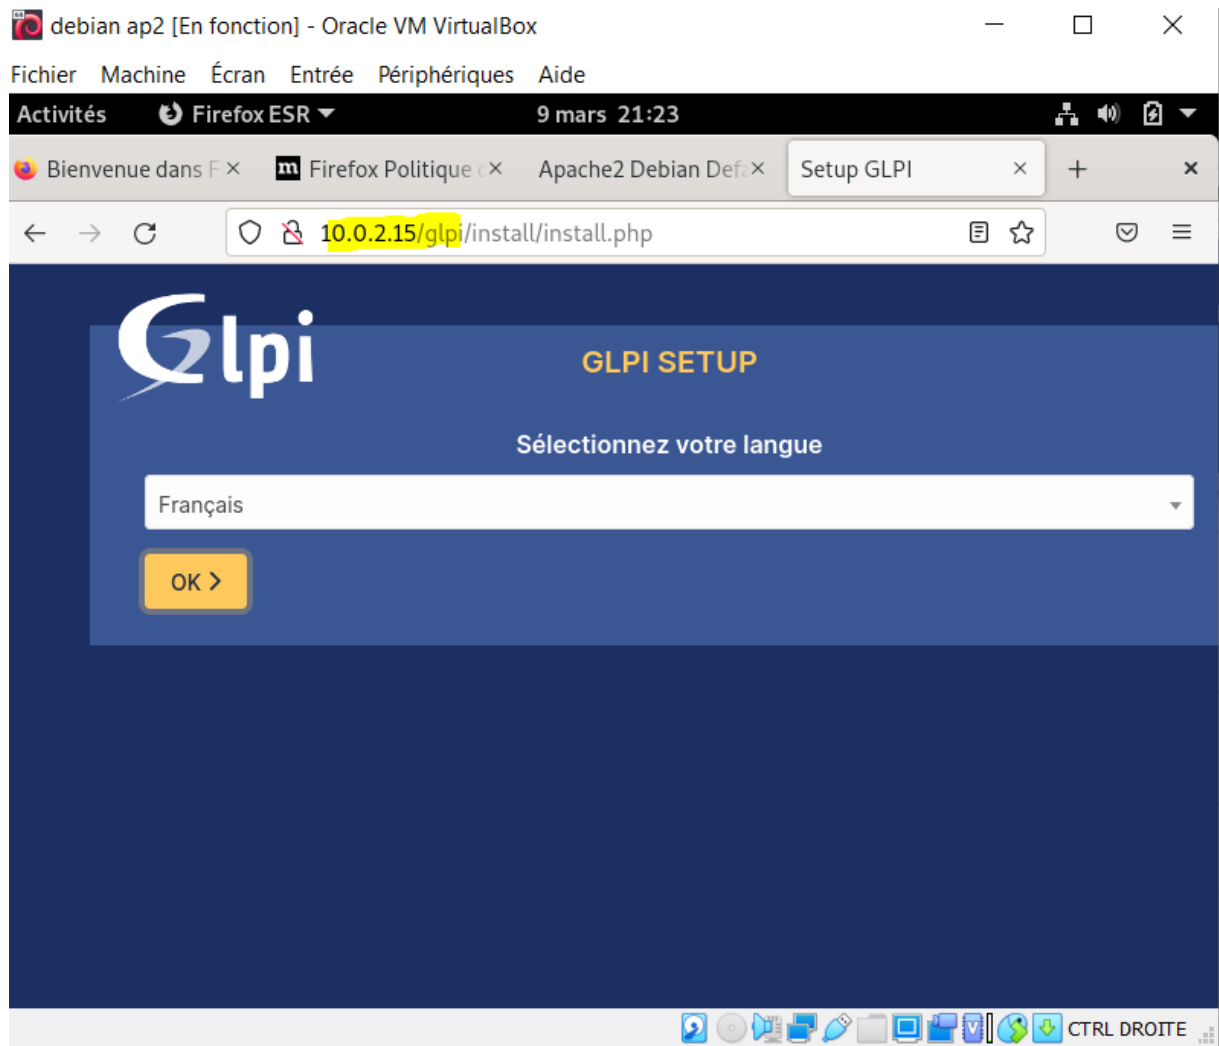 debian ap2 [En fonction] - Oracle VM VirtualBox
Fichier Machine Écran Entrée Périphériques Aide
Activités Firefox ESR 9 mars 21:23
Bienvenue dans F Firefox Politique Apache2 Debian Defa Setup GLPI
10.0.2.15/glpi/install/install.php
Glpi
GLPI SETUP
Sélectionnez votre langue
Français
OK
CTRL DROITE